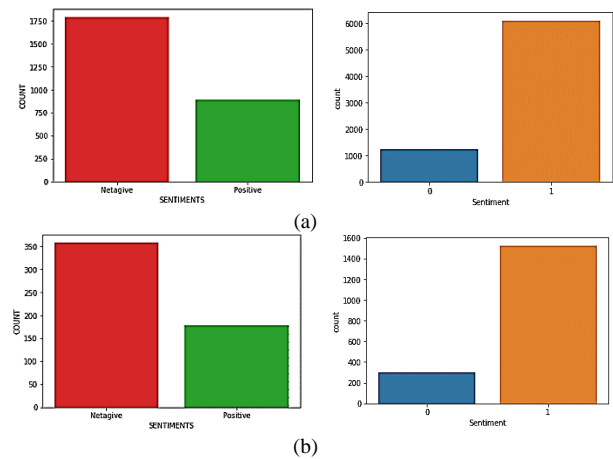 1750
1500
1250
1000
750
500
250
0
COUNT
Netagive Positive
SENTIMENTS
6000
5000
4000
3000
2000
1000
0
count
0 1
Sentiment
(a)
350
300
250
200
150
100
50
0
COUNT
Netagive Positive
SENTIMENTS
1600
1400
1200
1000
800
600
400
200
0
count
0 1
Sentiment
(b)